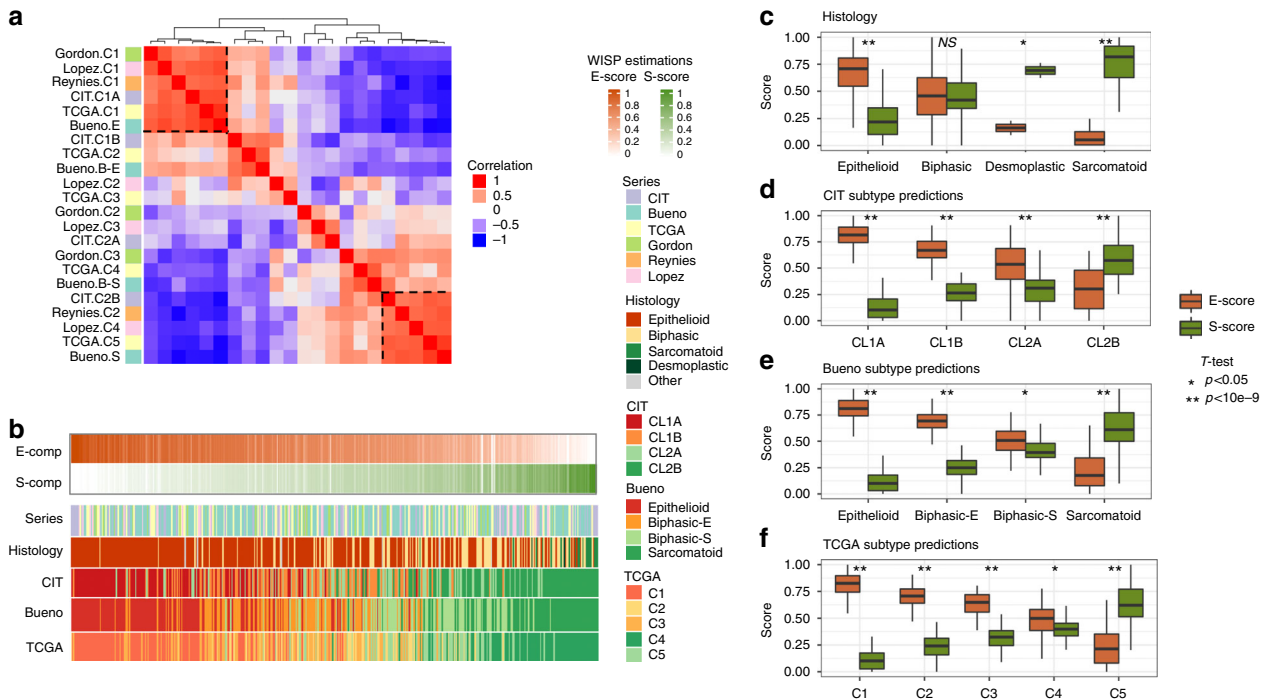 a
Gordon.C1
Lopez.C1
Reynies.C1
CIT.C1A
TCGA.C1
Bueno.E
CIT.C1B
TCGA.C2
Bueno.B-E
Lopez.C2
TCGA.C3
Gordon.C2
Lopez.C3
CIT.C2A
Gordon.C3
TCGA.C4
Bueno.B-S
CIT.C2B
Reynies.C2
Lopez.C4
TCGA.C5
Bueno.S
Correlation
1
0.5
0
−0.5
−1
WISP estimations
E-score S-score
1 1
0.8 0.8
0.6 0.6
0.4 0.4
0.2 0.2
0 0
Series
CIT
Bueno
TCGA
Gordon
Reynies
Lopez
Histology
Epithelioid
Biphasic
Sarcomatoid
Desmoplastic
Other
CIT
CL1A
CL1B
CL2A
CL2B
Bueno
Epithelioid
Biphasic-E
Biphasic-S
Sarcomatoid
TCGA
C1
C2
C3
C4
C5
b
E-comp
S-comp
Series
Histology
CIT
Bueno
TCGA
c
Histology
Score
1.00
0.75
0.50
0.25
0.00
** NS * **
Epithelioid Biphasic Desmoplastic Sarcomatoid
d
CIT subtype predictions
Score
1.00
0.75
0.50
0.25
0.00
** ** ** **
CL1A CL1B CL2A CL2B
e
Bueno subtype predictions
Score
1.00
0.75
0.50
0.25
0.00
** ** * **
Epithelioid Biphasic-E Biphasic-S Sarcomatoid
f
TCGA subtype predictions
Score
1.00
0.75
0.50
0.25
0.00
** ** ** * **
C1 C2 C3 C4 C5
E-score
S-score
T-test
* p<0.05
** p<10e−9